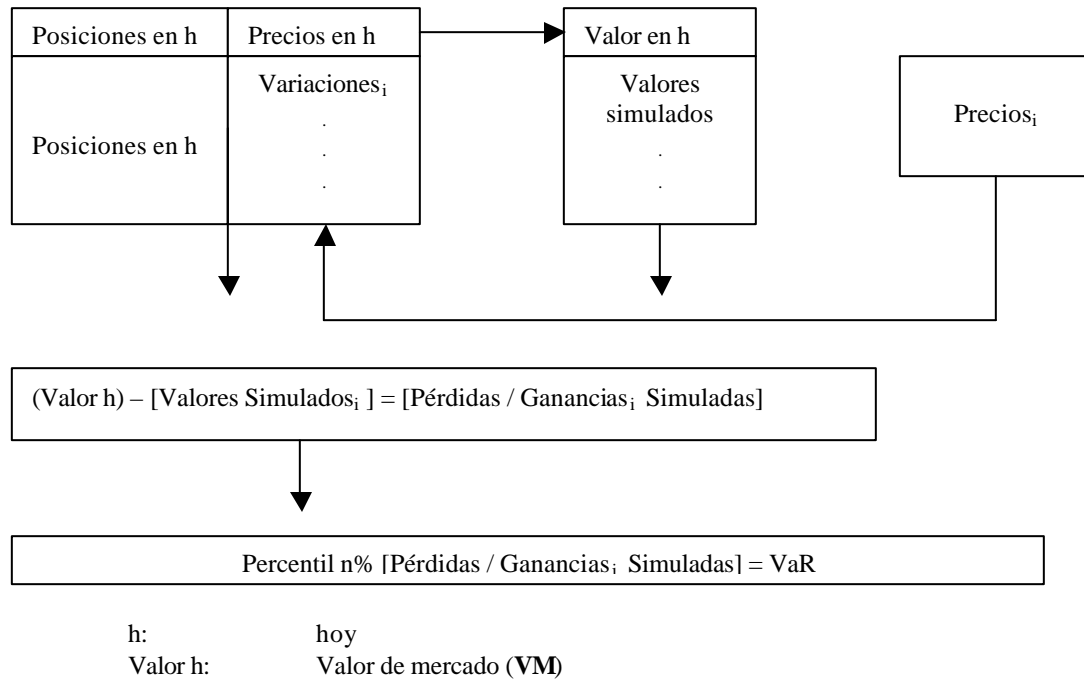 Posiciones en h
Precios en h
Valor en h
Variaciones i
.
.
.
Posiciones en h
Valores
simulados
.
.
Precios i
(Valor h) – [Valores Simulados i ] = [Pérdidas / Ganancias i Simuladas]
Percentil n% [Pérdidas / Ganancias i Simuladas] = VaR
h: hoy
Valor h: Valor de mercado (VM)